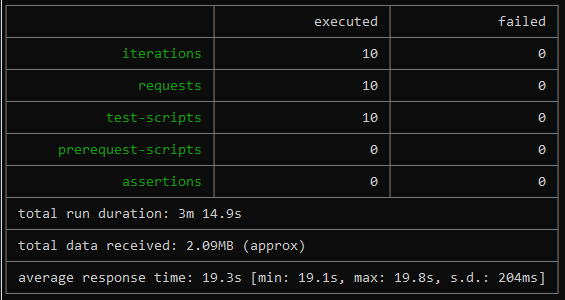 executed failed
iterations 10 0
requests 10 0
test-scripts 10 0
prerequest-scripts 0 0
assertions 0 0
total run duration: 3m 14.9s
total data received: 2.09MB (approx)
average response time: 19.3s [min: 19.1s, max: 19.8s, s.d.: 204ms]